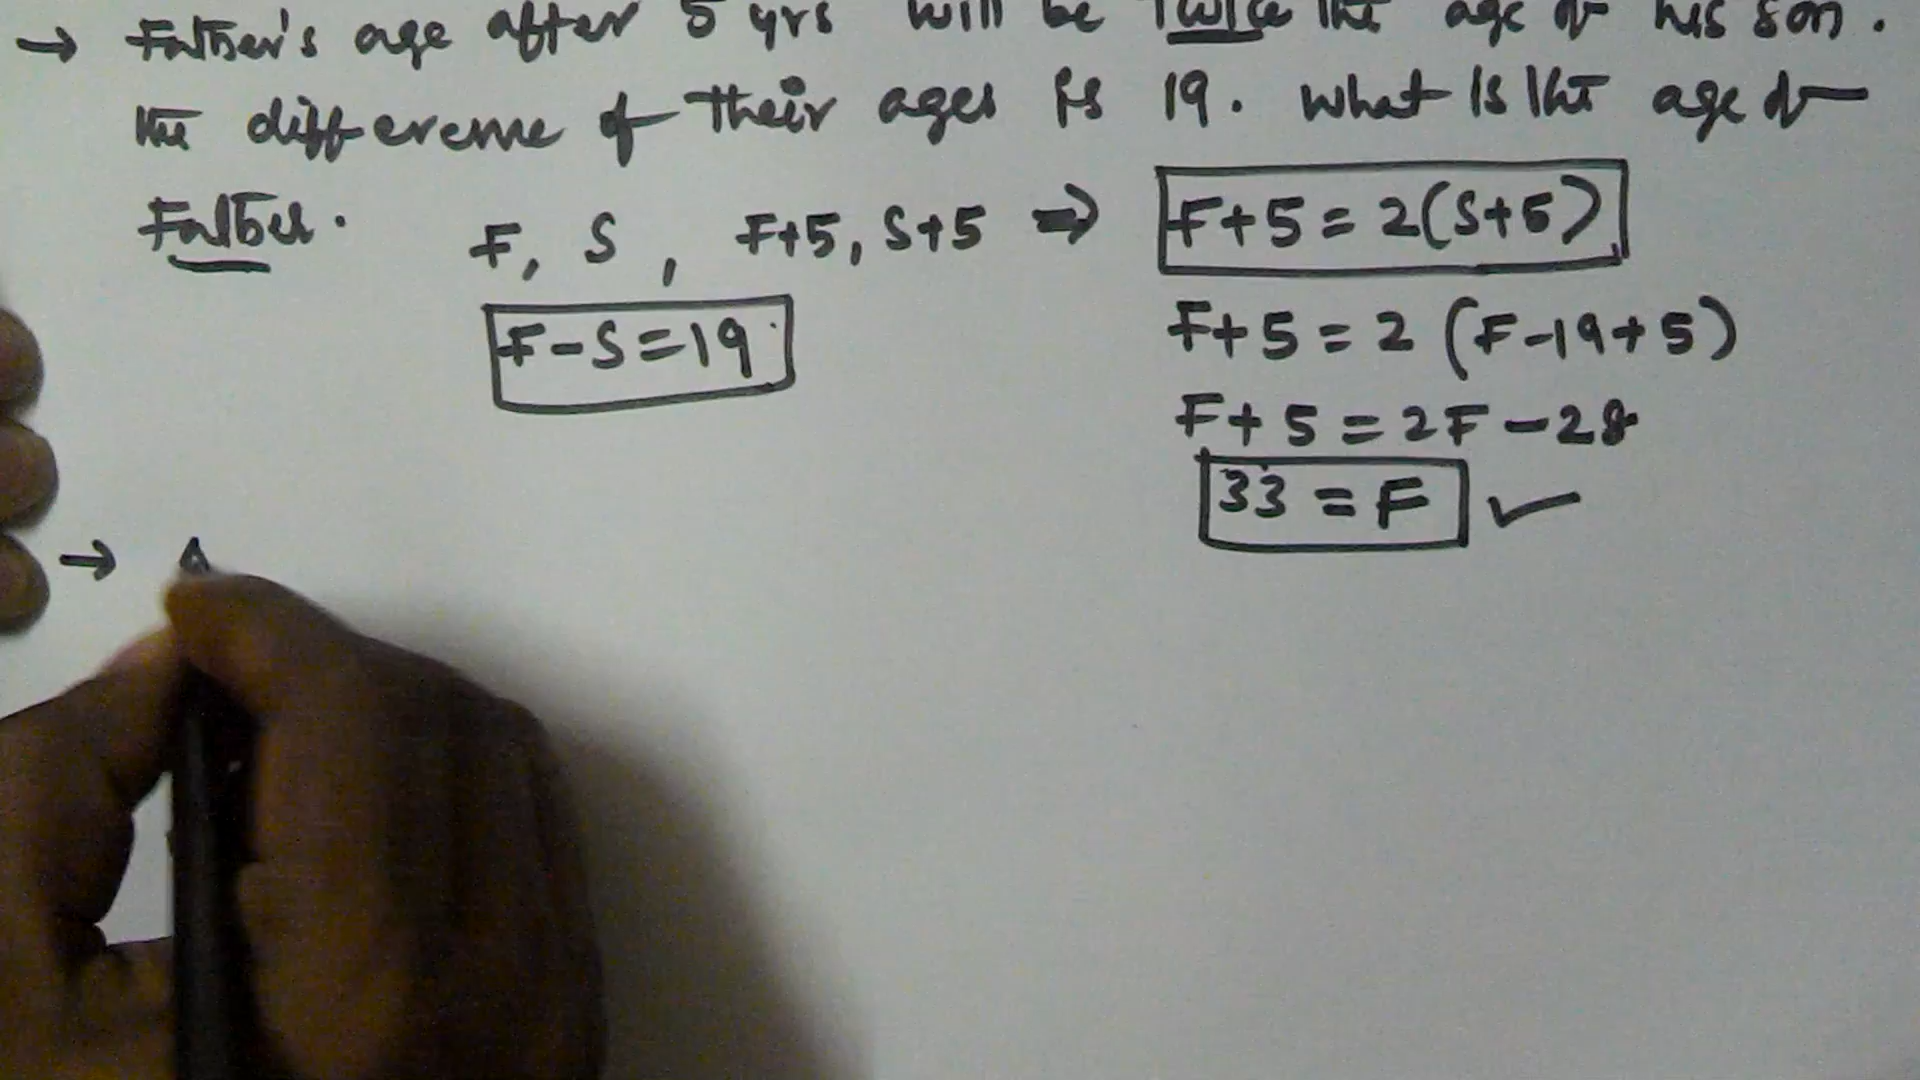 → Father's age after 5 yrs will be Twice the age of his son.
the difference of their ages is 19. what is the age of
Father.
F, S , F+5, S+5 ⇒ F+5=2(S+5)
F-S=19
F+5=2(F-19+5)
F+5=2F-28
33=F ✓
→ A